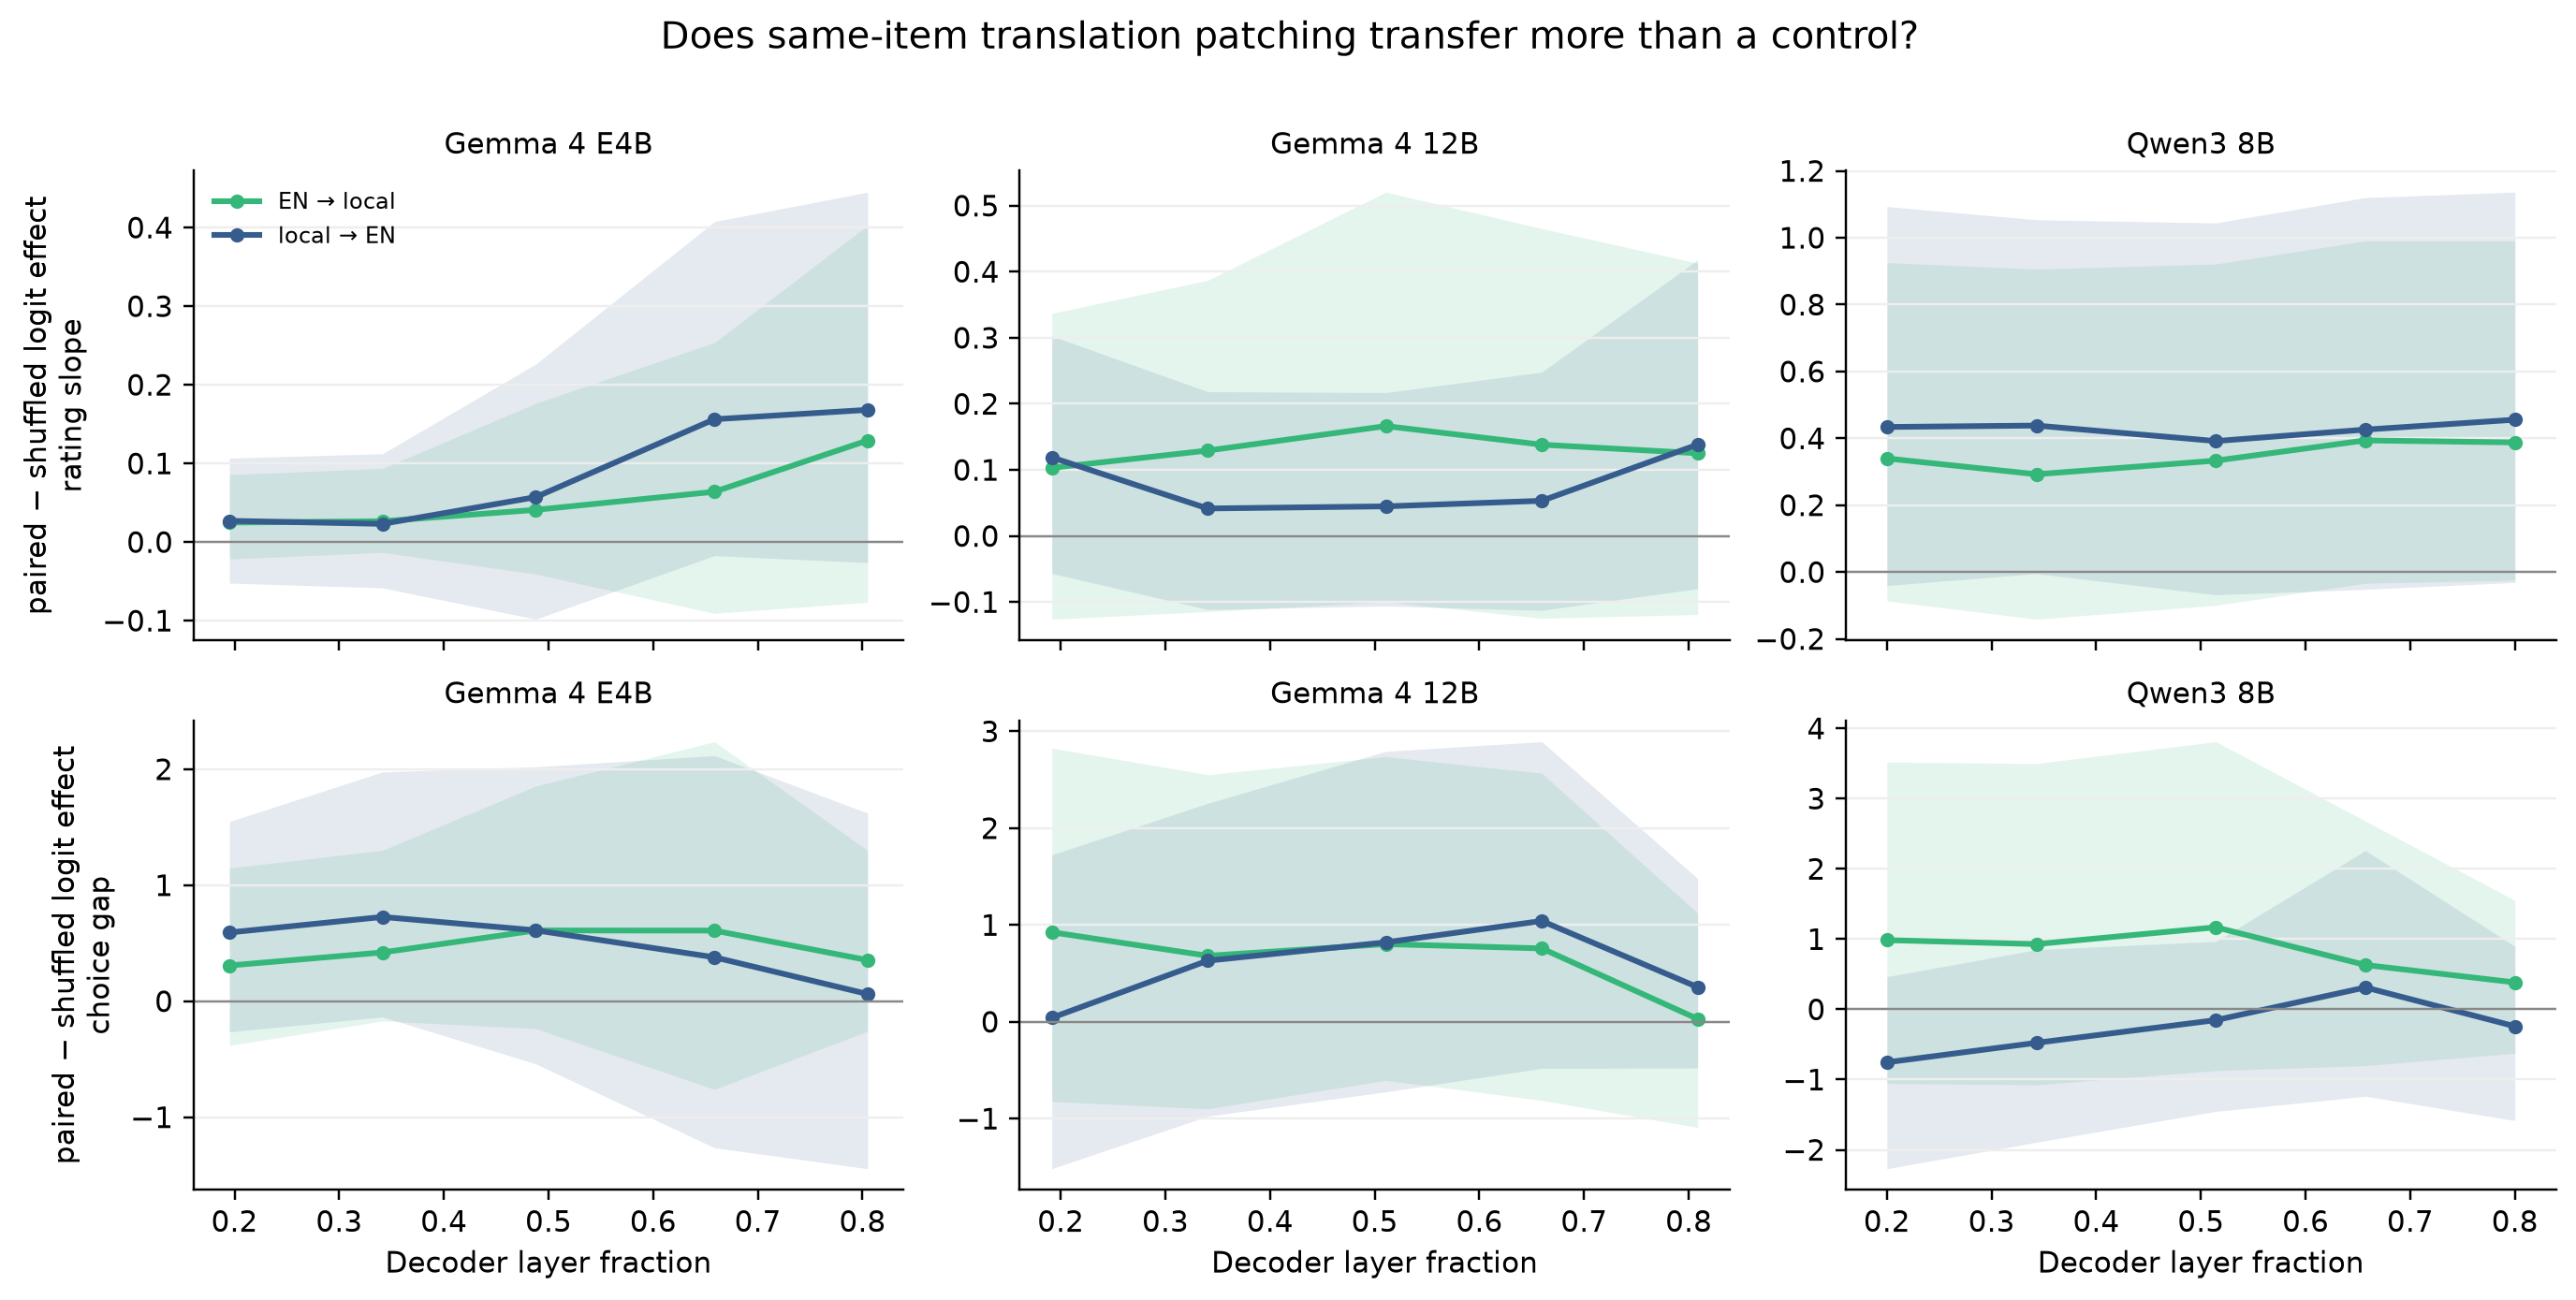 Does same-item translation patching transfer more than a control?
Gemma 4 E4B
Gemma 4 12B
Qwen3 8B
paired − shuffled logit effect
rating slope
0.4
0.3
0.2
0.1
0.0
−0.1
EN → local
local → EN
0.5
0.4
0.3
0.2
0.1
0.0
−0.1
1.2
1.0
0.8
0.6
0.4
0.2
0.0
−0.2
Gemma 4 E4B
Gemma 4 12B
Qwen3 8B
paired − shuffled logit effect
choice gap
2
1
0
−1
3
2
1
0
−1
4
3
2
1
0
−1
−2
0.2 0.3 0.4 0.5 0.6 0.7 0.8
0.2 0.3 0.4 0.5 0.6 0.7 0.8
0.2 0.3 0.4 0.5 0.6 0.7 0.8
Decoder layer fraction
Decoder layer fraction
Decoder layer fraction